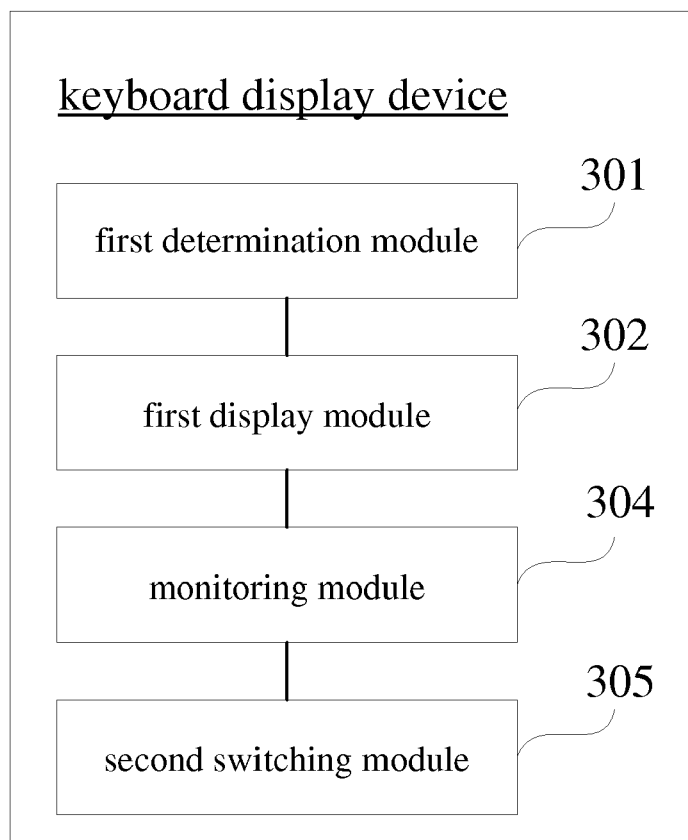 keyboard display device
301
first determination module
302
first display module
304
monitoring module
305
second switching module